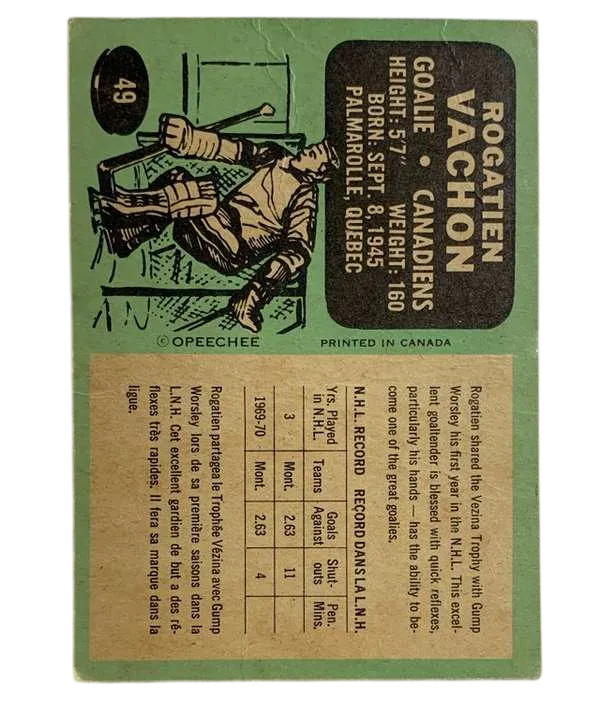 ROGATIEN
VACHON
GOALIE • CANADIENS
HEIGHT: 5'7" WEIGHT: 160
BORN: SEPT. 8, 1945
PALMAROLLE, QUEBEC
49
© OPEECHEE
PRINTED IN CANADA
Rogatien shared the Vezina Trophy with Gump
Worsley his first year in the N.H.L. This excel-
lent goaltender is blessed with quick reflexes,
particularly his hands — has the ability to be-
come one of the great goalies.
N.H.L. RECORD RECORD DANS LA L.N.H.
Yrs. Played in N.H.L. Teams Goals Against Shut-outs Pen. Mins.
3 Mont. 2.63 11
1969-70 Mont. 2.63 4
Rogatien partagea le Trophée Vézina avec Gump
Worsley lors de sa première saisons dans la
L.N.H. Cet excellent gardien de but a des ré-
flexes très rapides. Il fera sa marque dans la
ligue.